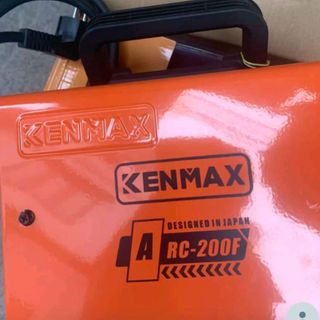 KENMAX
KENMAX
DESIGNED IN JAPAN
A RC-200F